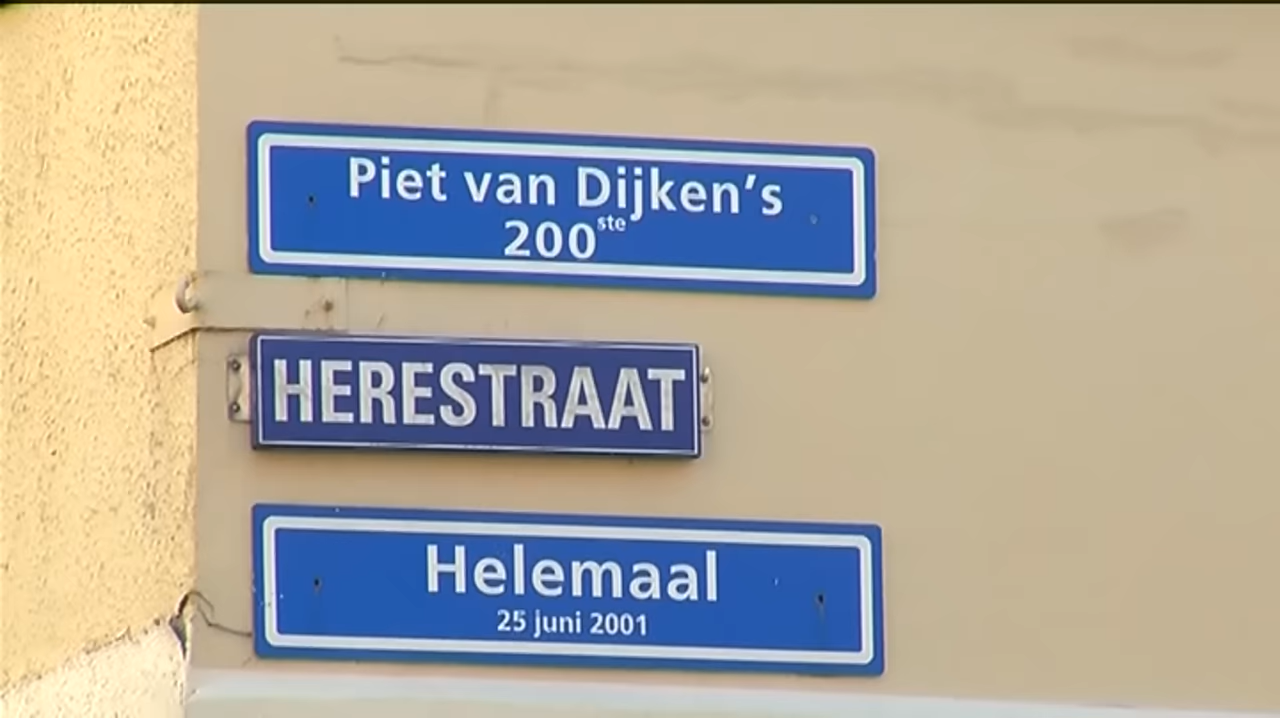 Piet van Dijken’s
200ste
HERESTRAAT
Helemaal
25 juni 2001